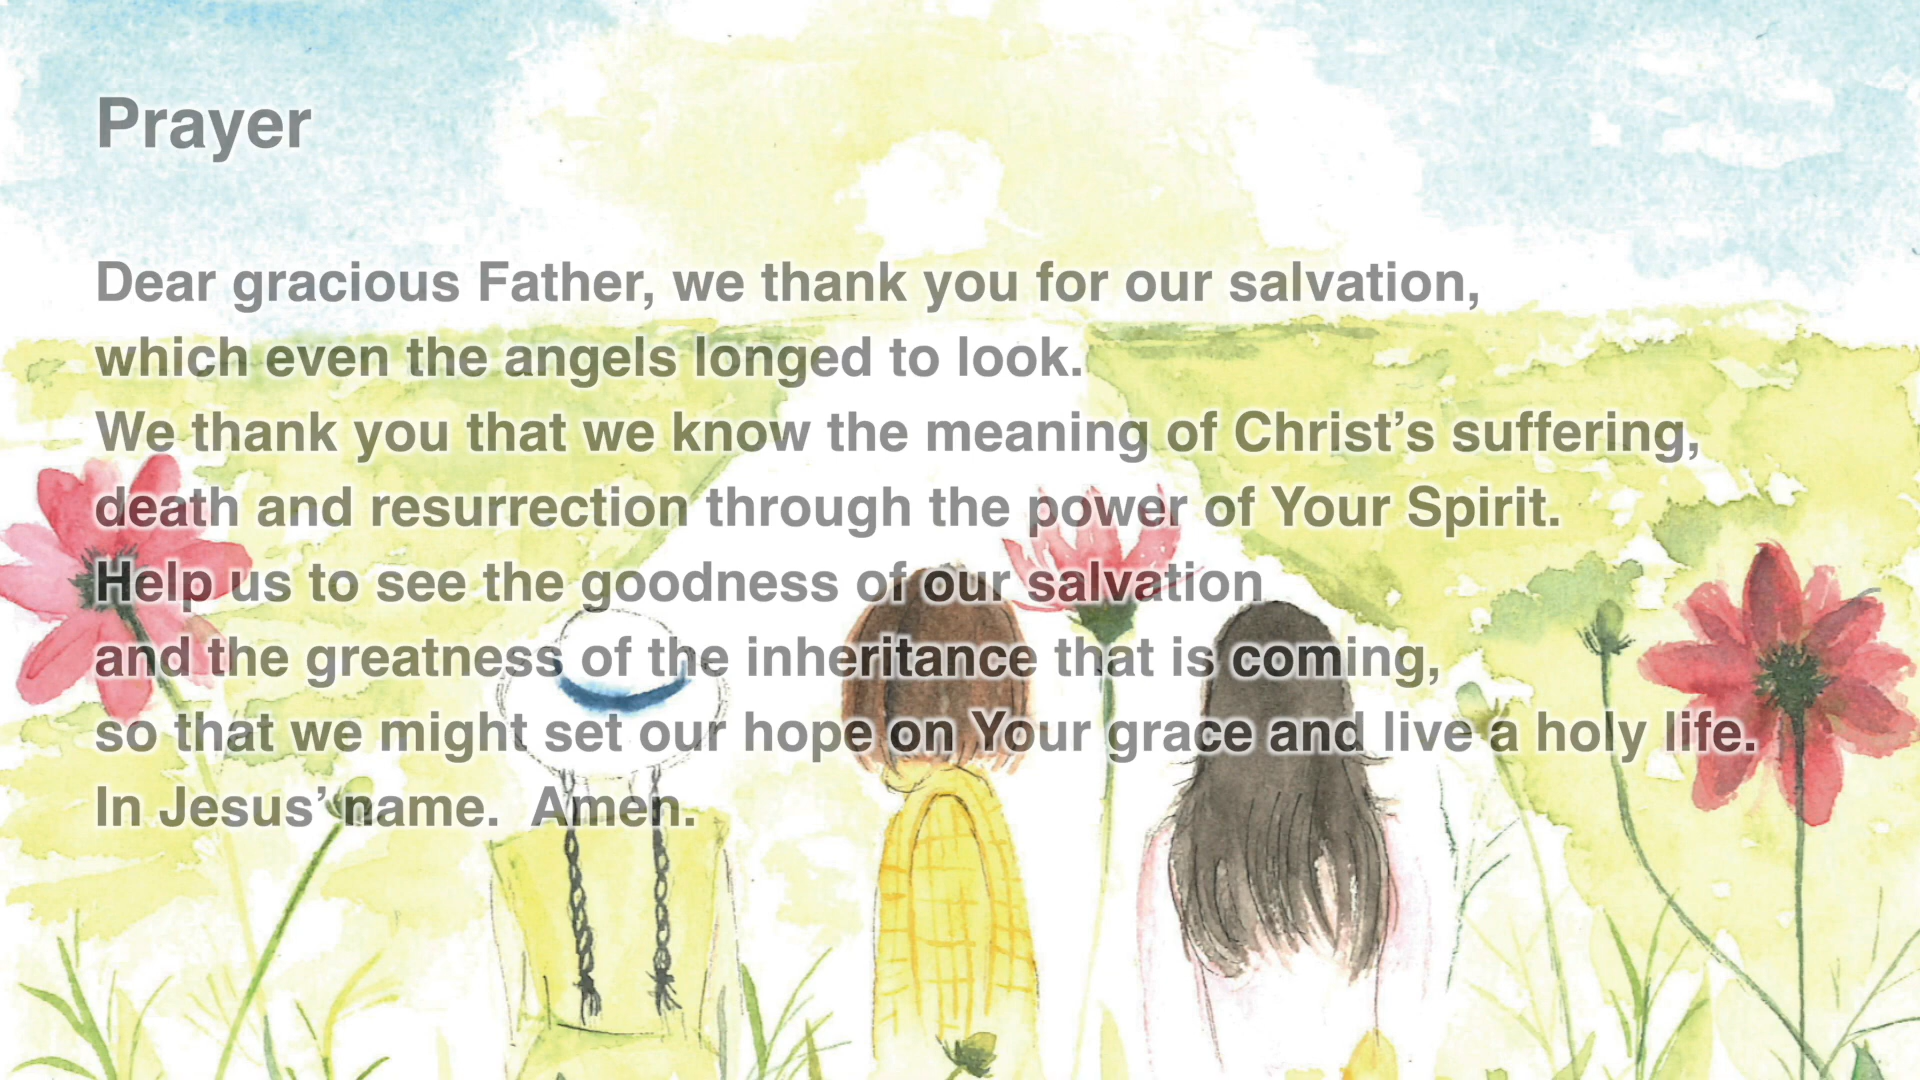 Prayer
Dear gracious Father, we thank you for our salvation,
which even the angels longed to look.
We thank you that we know the meaning of Christ’s suffering,
death and resurrection through the power of Your Spirit.
Help us to see the goodness of our salvation
and the greatness of the inheritance that is coming,
so that we might set our hope on Your grace and live a holy life.
In Jesus’ name.  Amen.